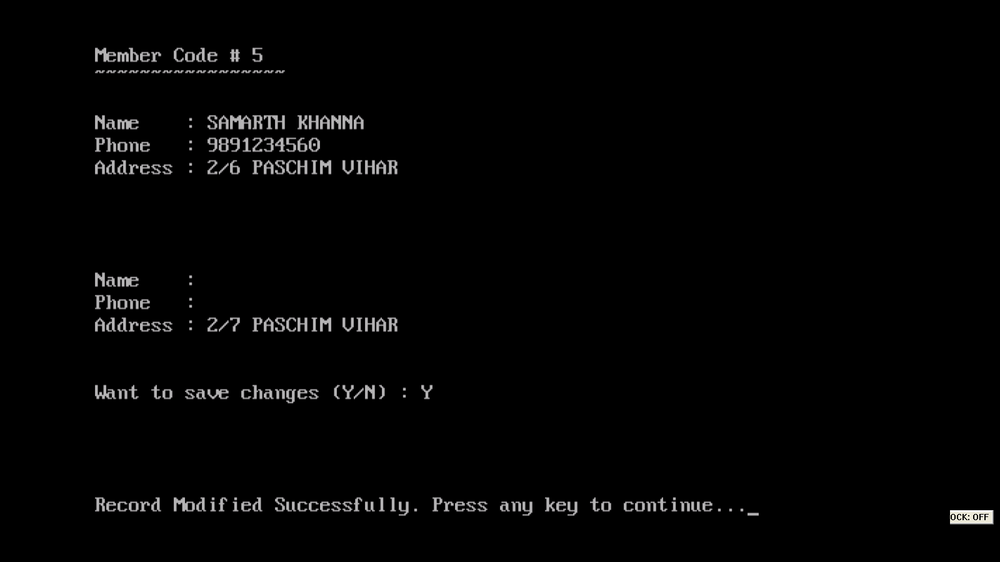 Member Code # 5
~~~~~~~~~~~~~~~~~
Name    : SAMARTH KHANNA
Phone   : 9891234560
Address : 2/6 PASCHIM VIHAR
Name    :
Phone   :
Address : 2/7 PASCHIM VIHAR
Want to save changes (Y/N) : Y
Record Modified Successfully. Press any key to continue..._
OCK: OFF